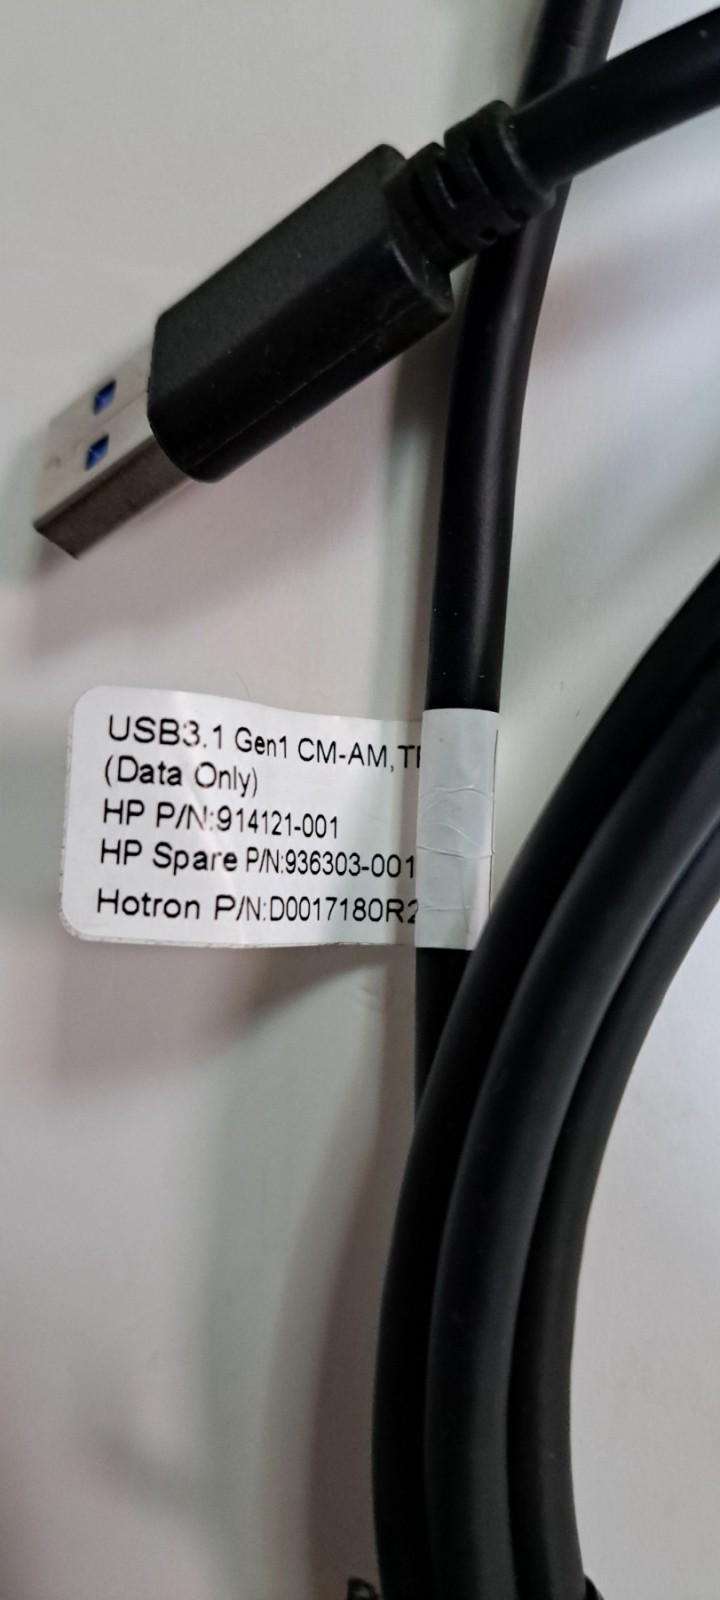 USB3.1 Gen1 CM-AM,
(Data Only)
HP P/N:914121-001
HP Spare P/N:936303-001
Hotron P/N:D0017180R2